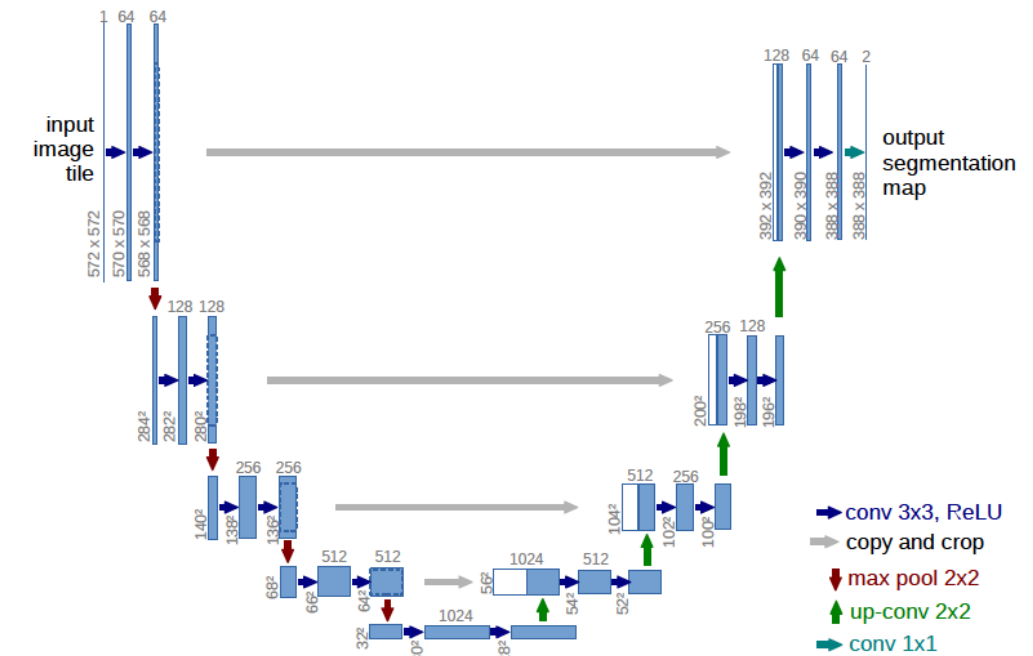 1 64 64
128 64 64 2
input
image
tile
output
segmentation
map
572 x 572
570 x 570
568 x 568
392 x 392
390 x 390
388 x 388
388 x 388
128 128
256 128
284²
282²
280²
200²
198²
196²
256 256
512 256
140²
138²
136²
104²
102²
100²
512 512
1024 512
68²
66²
64²
56²
54²
52²
1024
32²
conv 3x3, ReLU
copy and crop
max pool 2x2
up-conv 2x2
conv 1x1